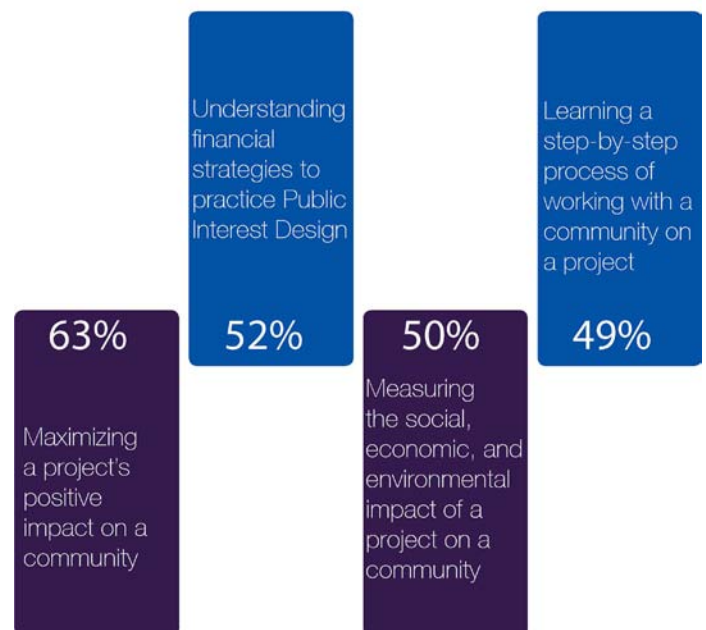 63%
Maximizing
a project's
positive
impact on a
community
Understanding
financial
strategies to
practice Public
Interest Design
52%
50%
Measuring
the social,
economic, and
environmental
impact of a
project on a
community
Learning a
step-by-step
process of
working with a
community on
a project
49%